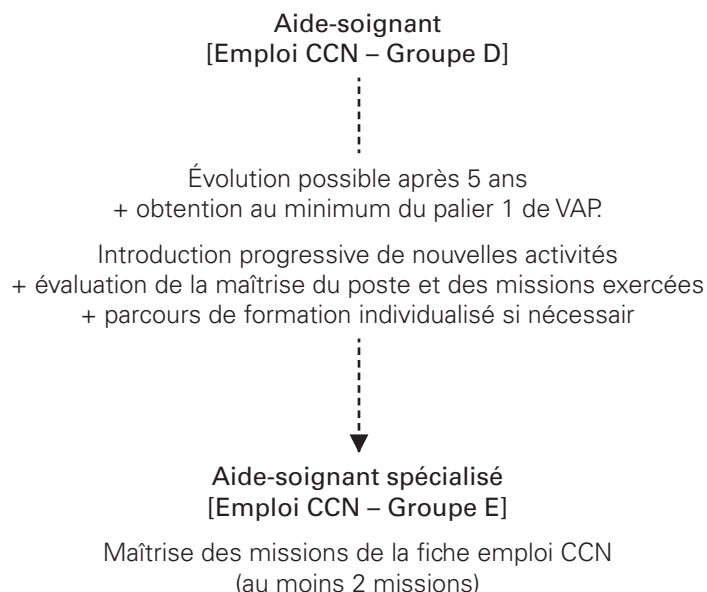 Aide-soignant
[Emploi CCN – Groupe D]
Évolution possible après 5 ans
+ obtention au minimum du palier 1 de VAP.
Introduction progressive de nouvelles activités
+ évaluation de la maîtrise du poste et des missions exercées
+ parcours de formation individualisé si nécessair
Aide-soignant spécialisé
[Emploi CCN – Groupe E]
Maîtrise des missions de la fiche emploi CCN
(au moins 2 missions)